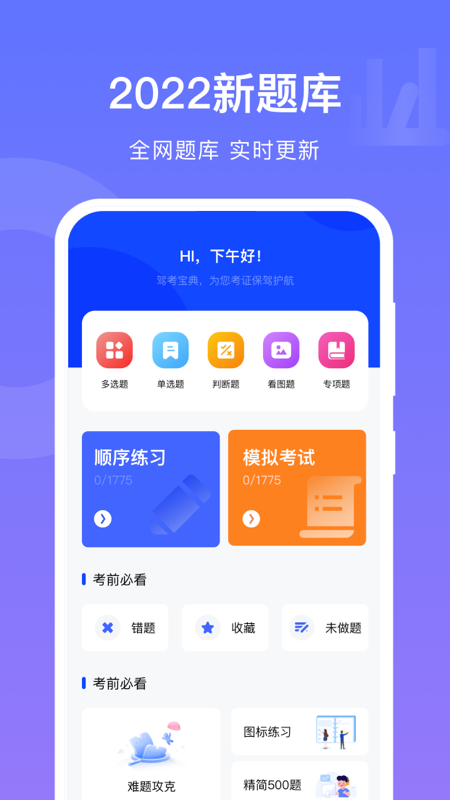 2022新题库
全网题库 实时更新
HI，下午好！
驾考宝典，为您考证保驾护航
多选题 单选题 判断题 看图题 专项题
顺序练习 模拟考试
0/1775 0/1775
考前必看
错题 收藏 未做题
考前必看
图标练习
难题攻克 精简500题